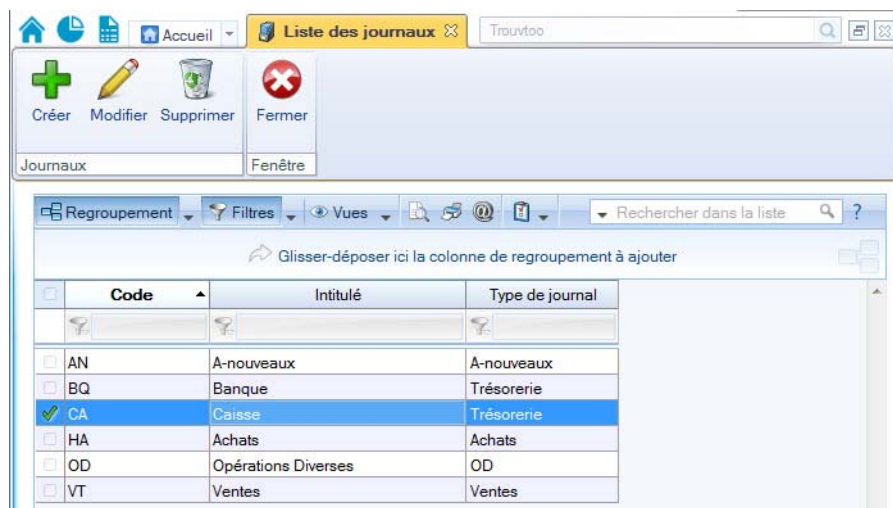 Accueil Liste des journaux Trouvtoo
Créer Modifier Supprimer Fermer
Journaux Fenêtre
Regroupement Filtres Vues Rechercher dans la liste ?
Glisser-déposer ici la colonne de regroupement à ajouter
Code Intitulé Type de journal
AN A-nouveaux A-nouveaux
BQ Banque Trésorerie
CA Caisse Trésorerie
HA Achats Achats
OD Opérations Diverses OD
VT Ventes Ventes